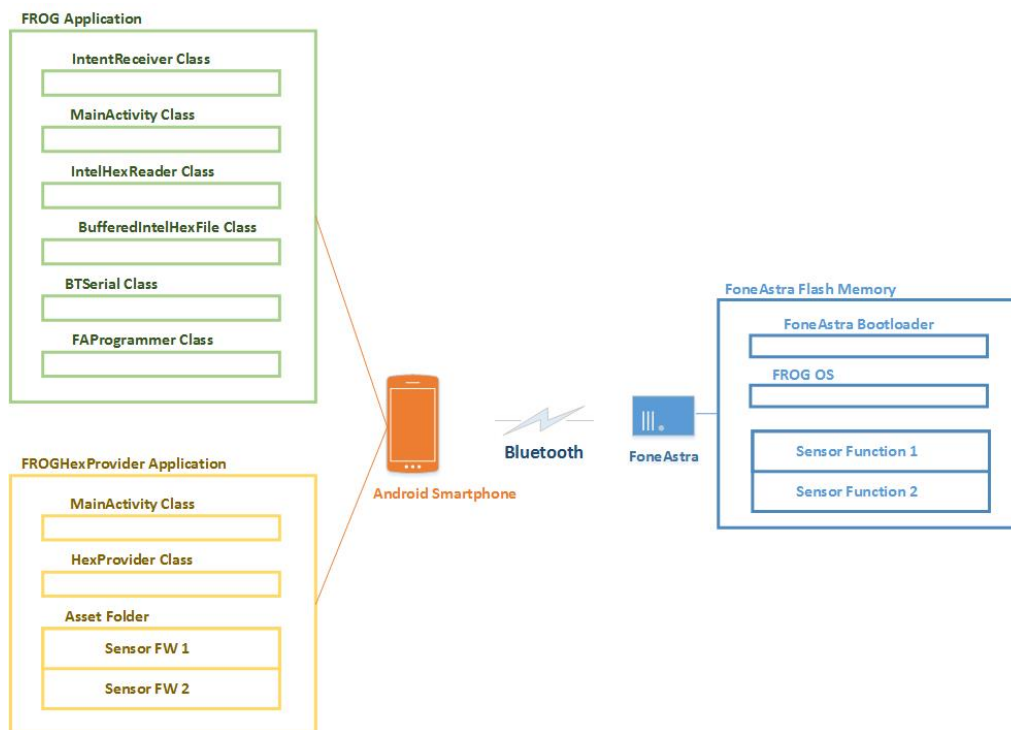 FROG Application
IntentReceiver Class
MainActivity Class
IntelHexReader Class
BufferedIntelHexFile Class
BTSerial Class
FAProgrammer Class
FROGHexProvider Application
MainActivity Class
HexProvider Class
Asset Folder
Sensor FW 1
Sensor FW 2
Android Smartphone
Bluetooth
FoneAstra
FoneAstra Flash Memory
FoneAstra Bootloader
FROG OS
Sensor Function 1
Sensor Function 2